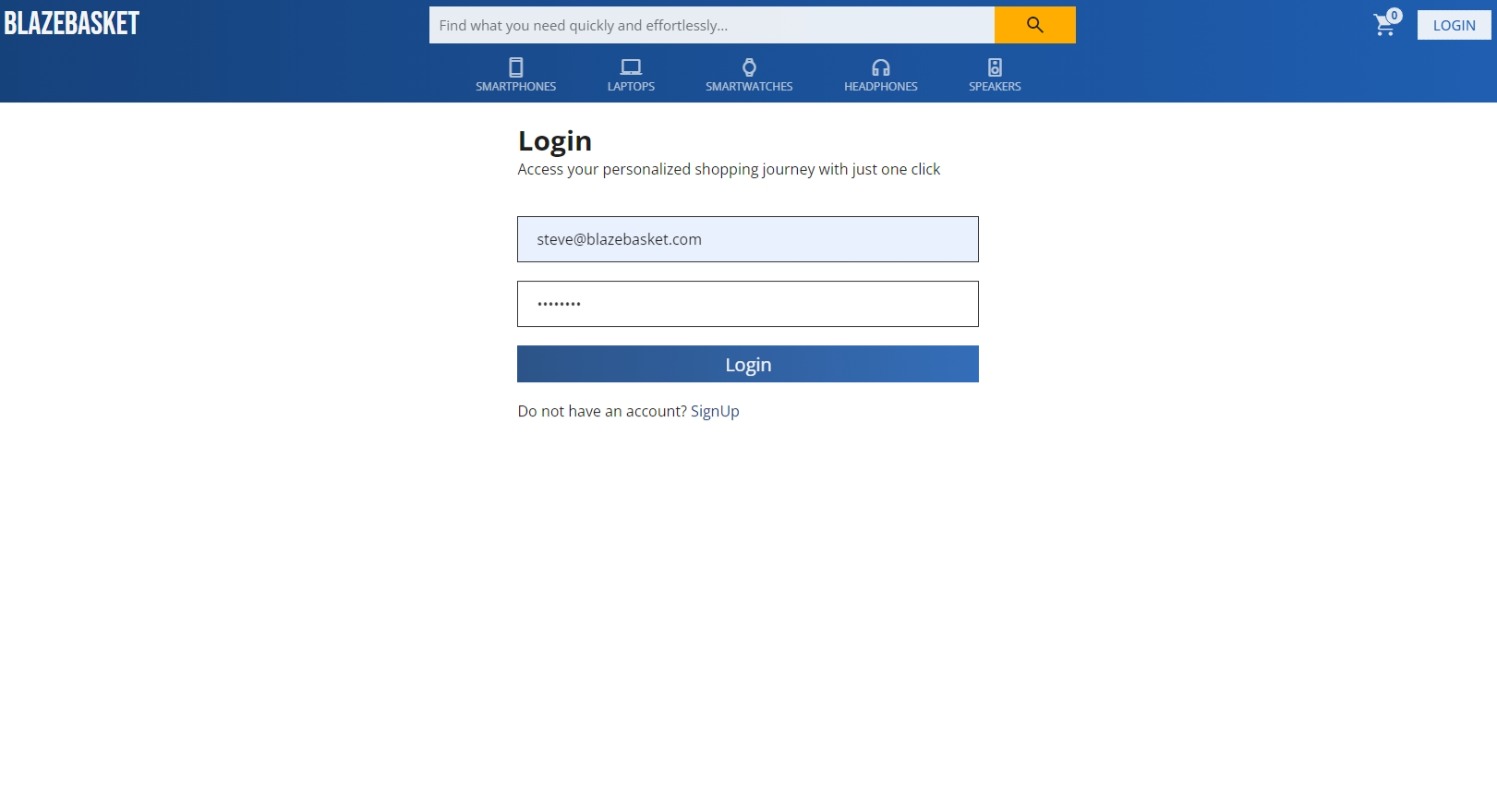 BLAZEBASKET
Find what you need quickly and effortlessly...
0
LOGIN
SMARTPHONES
LAPTOPS
SMARTWATCHES
HEADPHONES
SPEAKERS
Login
Access your personalized shopping journey with just one click
steve@blazebasket.com
••••••••
Login
Do not have an account? SignUp